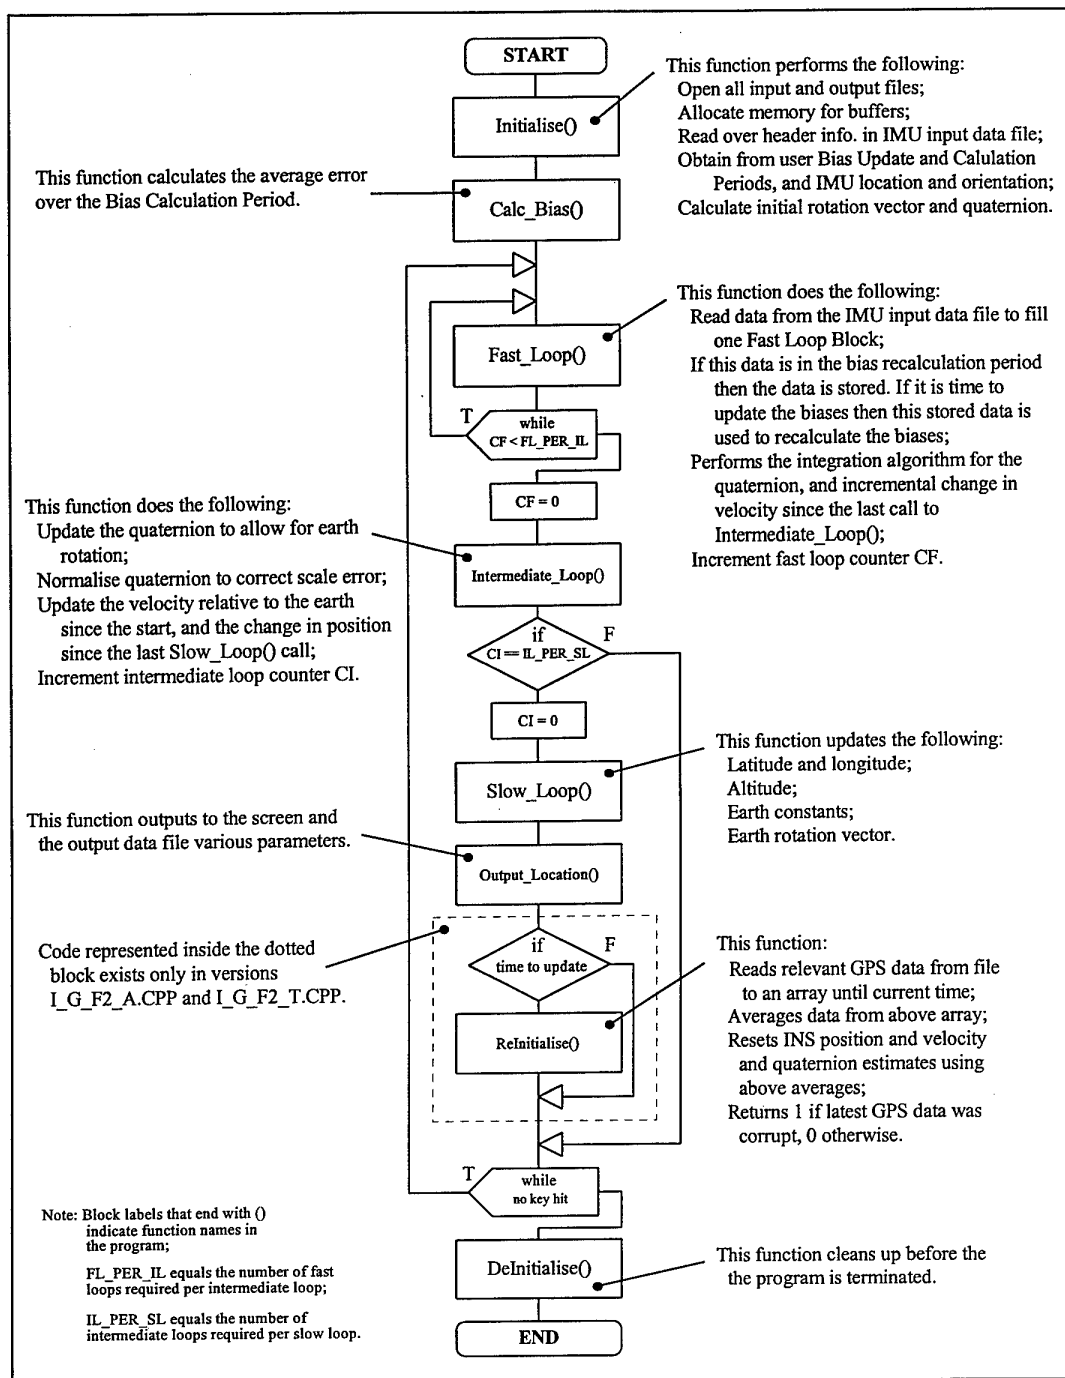 START
This function performs the following:
Open all input and output files;
Allocate memory for buffers;
Read over header info. in IMU input data file;
Obtain from user Bias Update and Calulation
Periods, and IMU location and orientation;
Calculate initial rotation vector and quaternion.
Initialise()
This function calculates the average error
over the Bias Calculation Period.
Calc_Bias()
This function does the following:
Read data from the IMU input data file to fill
one Fast Loop Block;
If this data is in the bias recalculation period
then the data is stored. If it is time to
update the biases then this stored data is
used to recalculate the biases;
Performs the integration algorithm for the
quaternion, and incremental change in
velocity since the last call to
Intermediate_Loop();
Increment fast loop counter CF.
Fast_Loop()
T
while
CF < FL_PER_IL
CF = 0
This function does the following:
Update the quaternion to allow for earth
rotation;
Normalise quaternion to correct scale error;
Update the velocity relative to the earth
since the start, and the change in position
since the last Slow_Loop() call;
Increment intermediate loop counter CI.
Intermediate_Loop()
if
F
CI == IL_PER_SL
CI = 0
This function updates the following:
Latitude and longitude;
Altitude;
Earth constants;
Earth rotation vector.
Slow_Loop()
This function outputs to the screen and
the output data file various parameters.
Output_Location()
Code represented inside the dotted
block exists only in versions
I_G_F2_A.CPP and I_G_F2_T.CPP.
if
F
time to update
This function:
Reads relevant GPS data from file
to an array until current time;
Averages data from above array;
Resets INS position and velocity
and quaternion estimates using
above averages;
Returns 1 if latest GPS data was
corrupt, 0 otherwise.
ReInitialise()
T
while
no key hit
Note: Block labels that end with ()
indicate function names in
the program;
FL_PER_IL equals the number of fast
loops required per intermediate loop;
IL_PER_SL equals the number of
intermediate loops required per slow loop.
DeInitialise()
This function cleans up before the
the program is terminated.
END